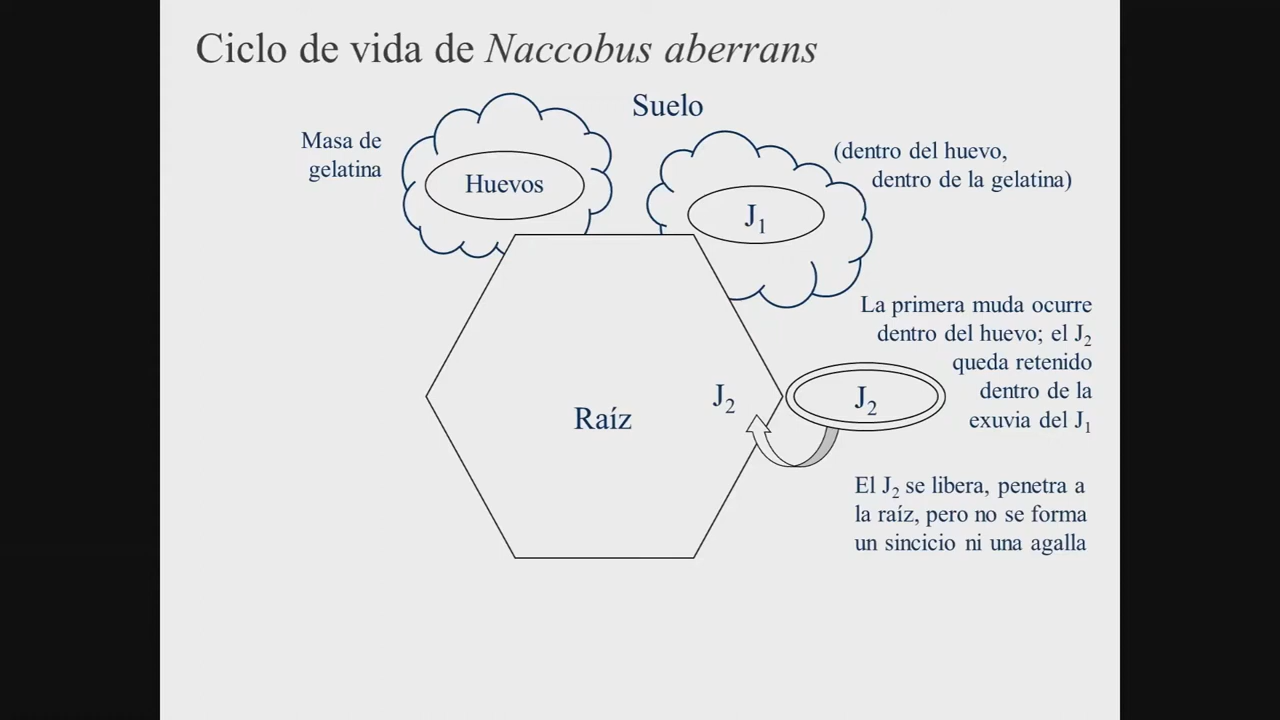 Ciclo de vida de Naccobus aberrans
Suelo
Masa de
gelatina
Huevos
J1
(dentro del huevo,
dentro de la gelatina)
La primera muda ocurre
dentro del huevo; el J2
queda retenido
dentro de la
exuvia del J1
J2
J2
Raíz
El J2 se libera, penetra a
la raíz, pero no se forma
un sincicio ni una agalla